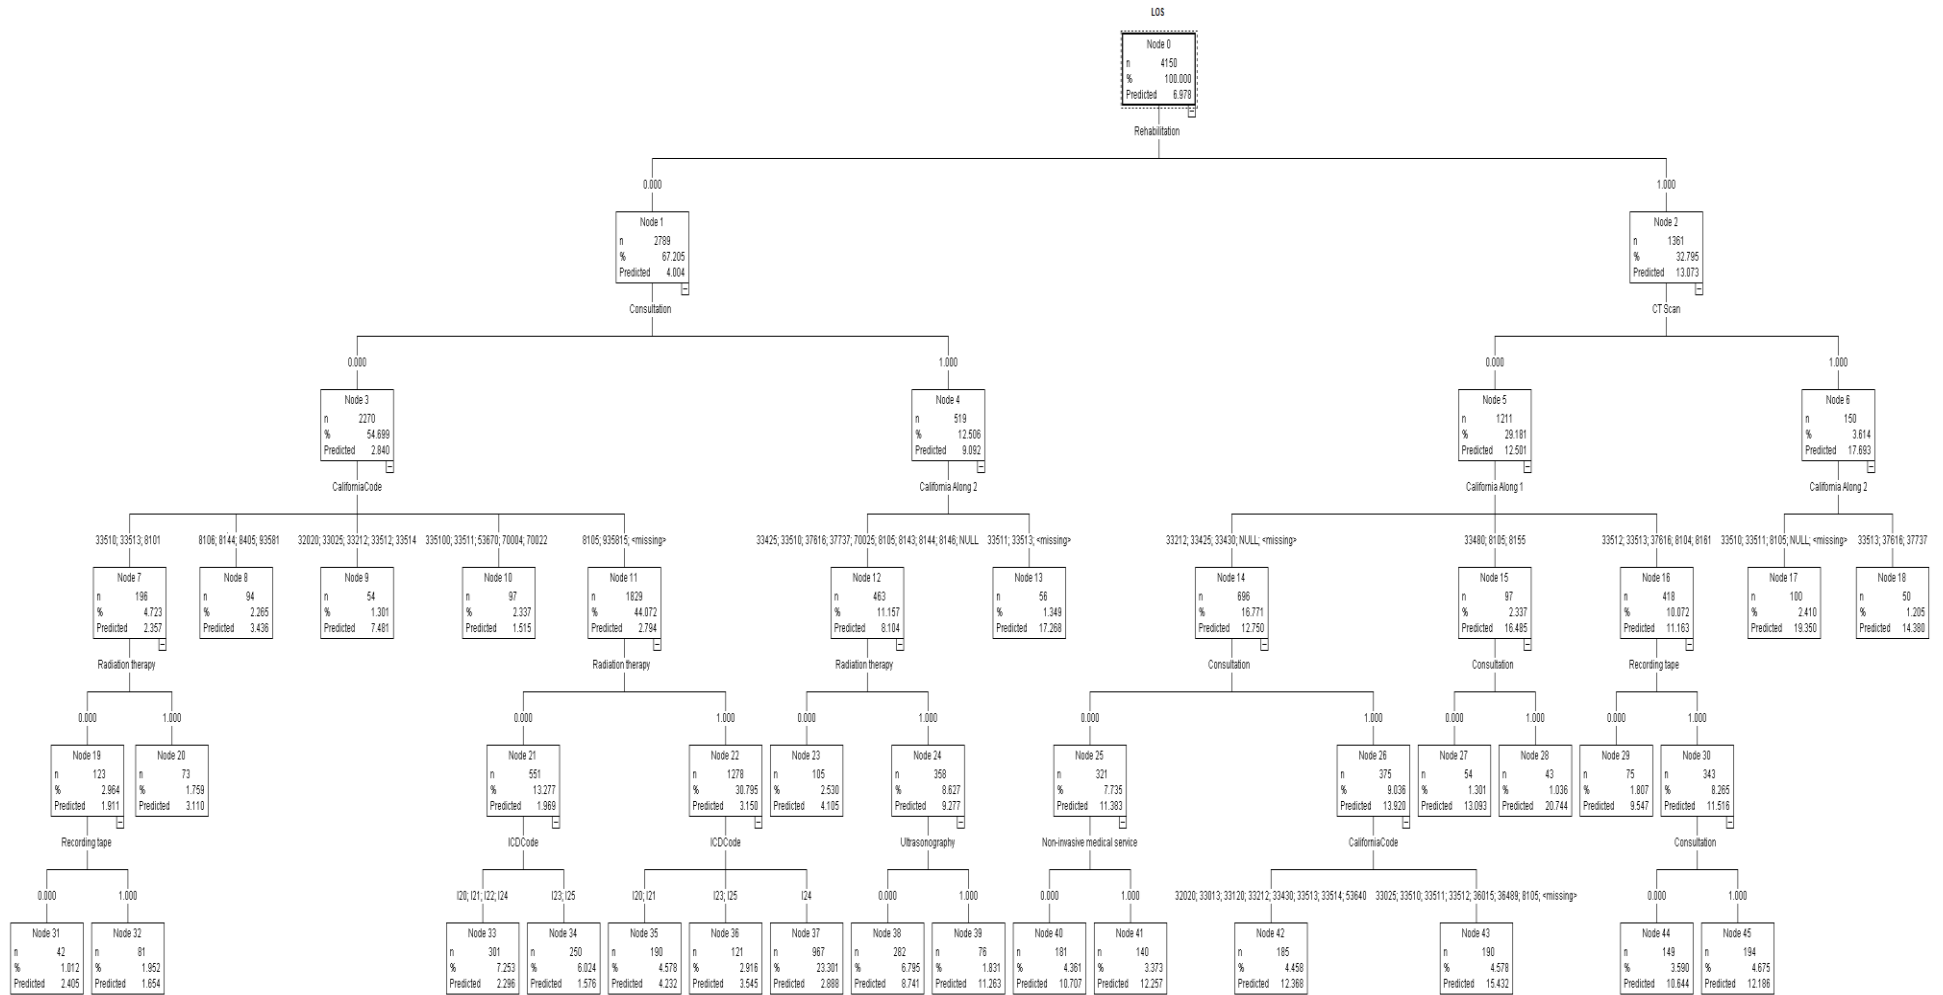 LOS
Node 0
n 4150
% 100.000
Predicted 6.978
Rehabilitation
0.000
1.000
Node 1
n 2789
% 67.205
Predicted 4.004
Node 2
n 1361
% 32.795
Predicted 13.073
Consultation
CT Scan
0.000
1.000
0.000
1.000
Node 3
n 2270
% 54.699
Predicted 2.840
Node 4
n 519
% 12.506
Predicted 9.092
Node 5
n 1211
% 29.181
Predicted 12.501
Node 6
n 150
% 3.614
Predicted 17.693
CaliforniaCode
California Along 2
California Along 1
California Along 2
33510; 33513; 8101
8106; 8144; 8405; 93581
32020; 33025; 33212; 33512; 33514
335100; 33511; 53670; 70004; 70022
8105; 935815; <missing>
33425; 33510; 37616; 37737; 70025; 8105; 8143; 8144; 8146; NULL
33511; 33513; <missing>
33212; 33425; 33430; NULL; <missing>
33480; 8105; 8155
33512; 33513; 37616; 8104; 8161
33510; 33511; 8105; NULL; <missing>
33513; 37616; 37737
Node 7
n 196
% 4.723
Predicted 2.357
Node 8
n 94
% 2.265
Predicted 3.436
Node 9
n 54
% 1.301
Predicted 7.481
Node 10
n 97
% 2.337
Predicted 1.515
Node 11
n 1829
% 44.072
Predicted 2.794
Node 12
n 463
% 11.157
Predicted 8.104
Node 13
n 56
% 1.349
Predicted 17.268
Node 14
n 696
% 16.771
Predicted 12.750
Node 15
n 97
% 2.337
Predicted 16.485
Node 16
n 418
% 10.072
Predicted 11.163
Node 17
n 100
% 2.410
Predicted 19.350
Node 18
n 50
% 1.205
Predicted 14.380
Radiation therapy
Radiation therapy
Radiation therapy
Consultation
Consultation
Recording tape
0.000
1.000
0.000
1.000
0.000
1.000
0.000
1.000
0.000
1.000
0.000
1.000
Node 19
n 123
% 2.964
Predicted 1.911
Node 20
n 73
% 1.759
Predicted 3.110
Node 21
n 551
% 13.277
Predicted 1.969
Node 22
n 1278
% 30.795
Predicted 3.150
Node 23
n 105
% 2.530
Predicted 4.105
Node 24
n 358
% 8.627
Predicted 9.277
Node 25
n 321
% 7.735
Predicted 11.383
Node 26
n 375
% 9.036
Predicted 13.920
Node 27
n 54
% 1.301
Predicted 13.093
Node 28
n 43
% 1.036
Predicted 20.744
Node 29
n 75
% 1.807
Predicted 9.547
Node 30
n 343
% 8.265
Predicted 11.516
Recording tape
ICDCode
ICDCode
Ultrasonography
Non-invasive medical service
CaliforniaCode
Consultation
0.000
1.000
I20; I21; I22; I24
I23; I25
I20; I21
I23; I25
I24
0.000
1.000
0.000
1.000
32020; 33013; 33120; 33212; 33430; 33513; 33514; 53640
33025; 33510; 33511; 33512; 36015; 36489; 8105; <missing>
0.000
1.000
Node 31
n 42
% 1.012
Predicted 2.405
Node 32
n 81
% 1.952
Predicted 1.654
Node 33
n 301
% 7.253
Predicted 2.296
Node 34
n 250
% 6.024
Predicted 1.576
Node 35
n 190
% 4.578
Predicted 4.232
Node 36
n 121
% 2.916
Predicted 3.545
Node 37
n 967
% 23.301
Predicted 2.888
Node 38
n 282
% 6.795
Predicted 8.741
Node 39
n 76
% 1.831
Predicted 11.263
Node 40
n 181
% 4.361
Predicted 10.707
Node 41
n 140
% 3.373
Predicted 12.257
Node 42
n 185
% 4.458
Predicted 12.368
Node 43
n 190
% 4.578
Predicted 15.432
Node 44
n 149
% 3.590
Predicted 10.644
Node 45
n 194
% 4.675
Predicted 12.186